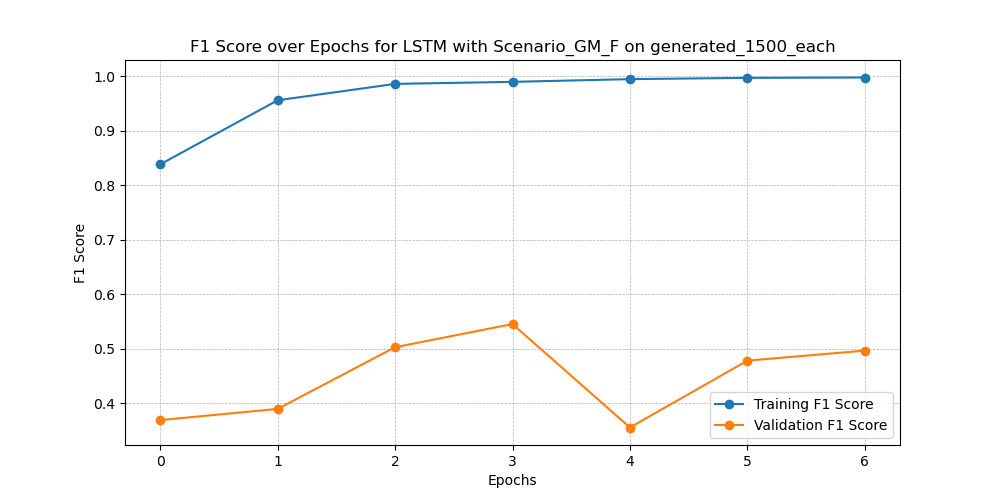 F1 Score over Epochs for LSTM with Scenario_GM_F on generated_1500_each
1.0
0.9
0.8
0.7
0.6
0.5
0.4
F1 Score
0 1 2 3 4 5 6
Epochs
Training F1 Score
Validation F1 Score